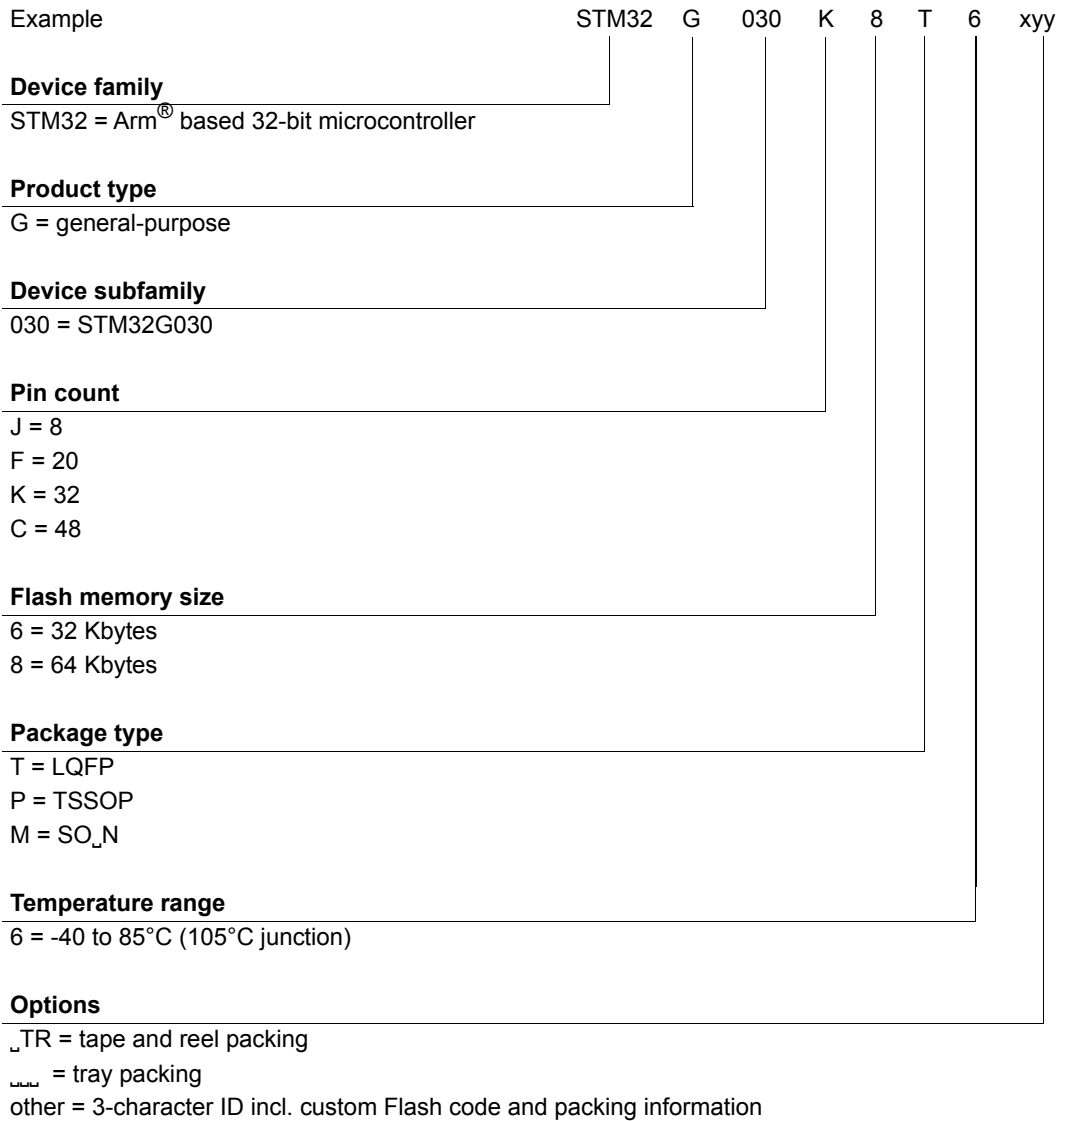 Example STM32 G 030 K 8 T 6 xyy
Device family
STM32 = Arm® based 32-bit microcontroller
Product type
G = general-purpose
Device subfamily
030 = STM32G030
Pin count
J = 8
F = 20
K = 32
C = 48
Flash memory size
6 = 32 Kbytes
8 = 64 Kbytes
Package type
T = LQFP
P = TSSOP
M = SO␣N
Temperature range
6 = -40 to 85°C (105°C junction)
Options
␣TR = tape and reel packing
␣␣␣ = tray packing
other = 3-character ID incl. custom Flash code and packing information